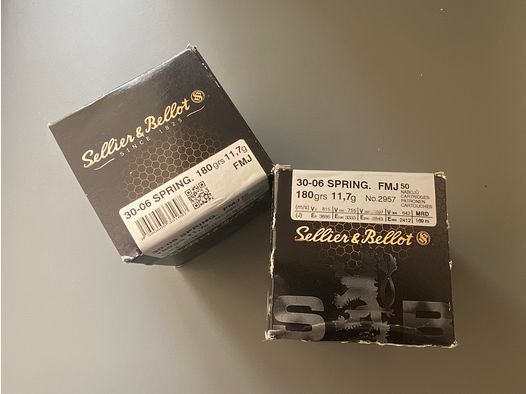 Sellier & Bellot
SINCE 1825
30-06 SPRING. 180grs 11,7g
FMJ
30-06 SPRING. FMJ 50
180grs 11,7g No.2957
NÁBOJŮ
CARTRIDGES
PATRONEN
CARTOUCHES
MRD
Sellier & Bellot
S B